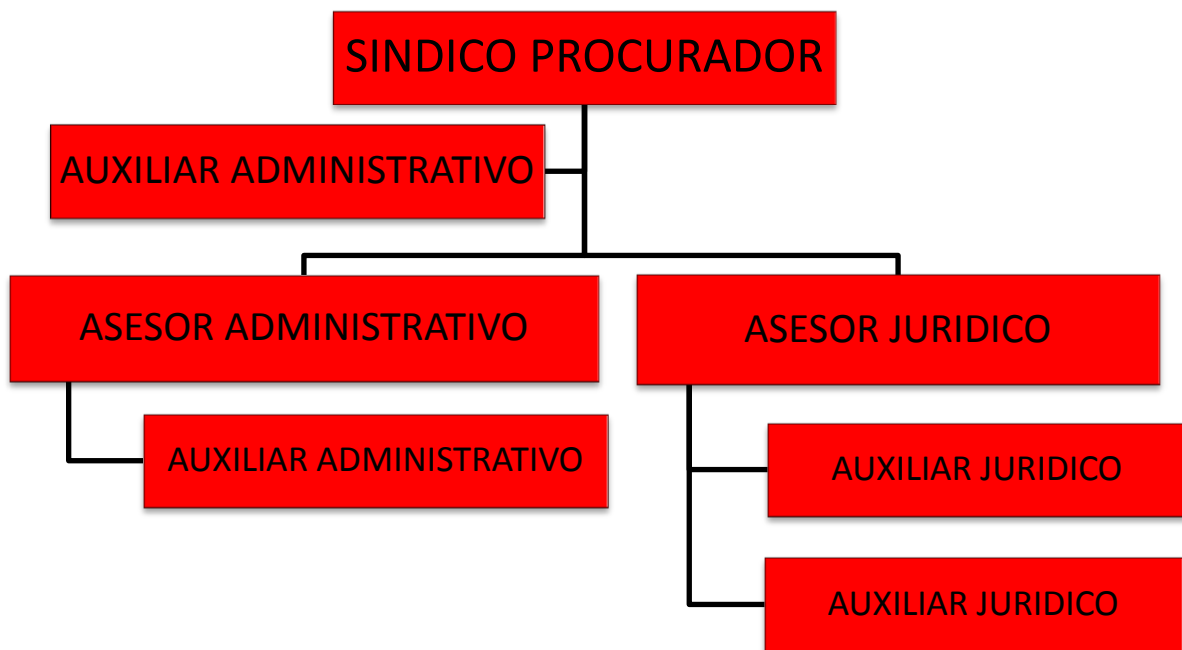 SINDICO PROCURADOR
AUXILIAR ADMINISTRATIVO
ASESOR ADMINISTRATIVO
ASESOR JURIDICO
AUXILIAR ADMINISTRATIVO
AUXILIAR JURIDICO
AUXILIAR JURIDICO